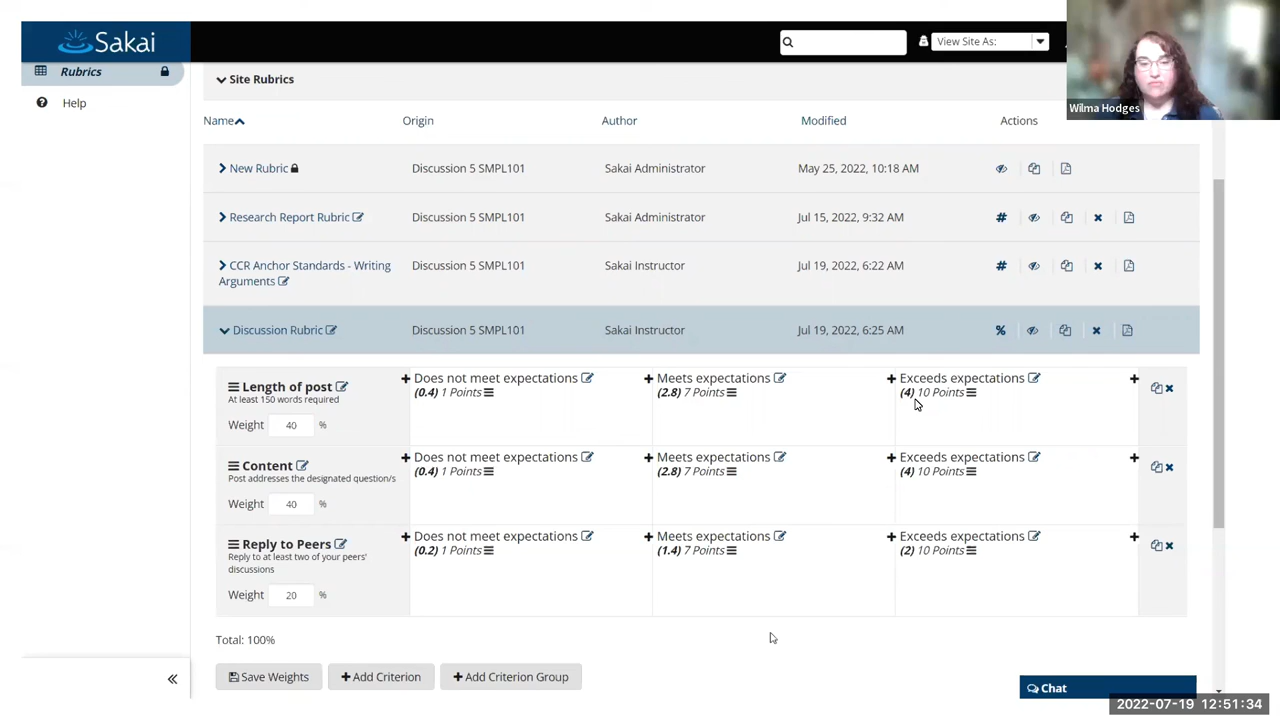 Sakai
View Site As:
Wilma Hodges
Rubrics
Help
Site Rubrics
Name Origin Author Modified Actions
New Rubric Discussion 5 SMPL101 Sakai Administrator May 25, 2022, 10:18 AM
Research Report Rubric Discussion 5 SMPL101 Sakai Administrator Jul 15, 2022, 9:32 AM #
CCR Anchor Standards - Writing Discussion 5 SMPL101 Sakai Instructor Jul 19, 2022, 6:22 AM #
Arguments
Discussion Rubric Discussion 5 SMPL101 Sakai Instructor Jul 19, 2022, 6:25 AM %
Length of post
At least 150 words required
Weight 40 %
Does not meet expectations
(0.4) 1 Points
Meets expectations
(2.8) 7 Points
Exceeds expectations
(4) 10 Points
Content
Post addresses the designated question/s
Weight 40 %
Does not meet expectations
(0.4) 1 Points
Meets expectations
(2.8) 7 Points
Exceeds expectations
(4) 10 Points
Reply to Peers
Reply to at least two of your peers'
discussions
Weight 20 %
Does not meet expectations
(0.2) 1 Points
Meets expectations
(1.4) 7 Points
Exceeds expectations
(2) 10 Points
Total: 100%
Save Weights
Add Criterion
Add Criterion Group
Chat
2022-07-19 12:51:34